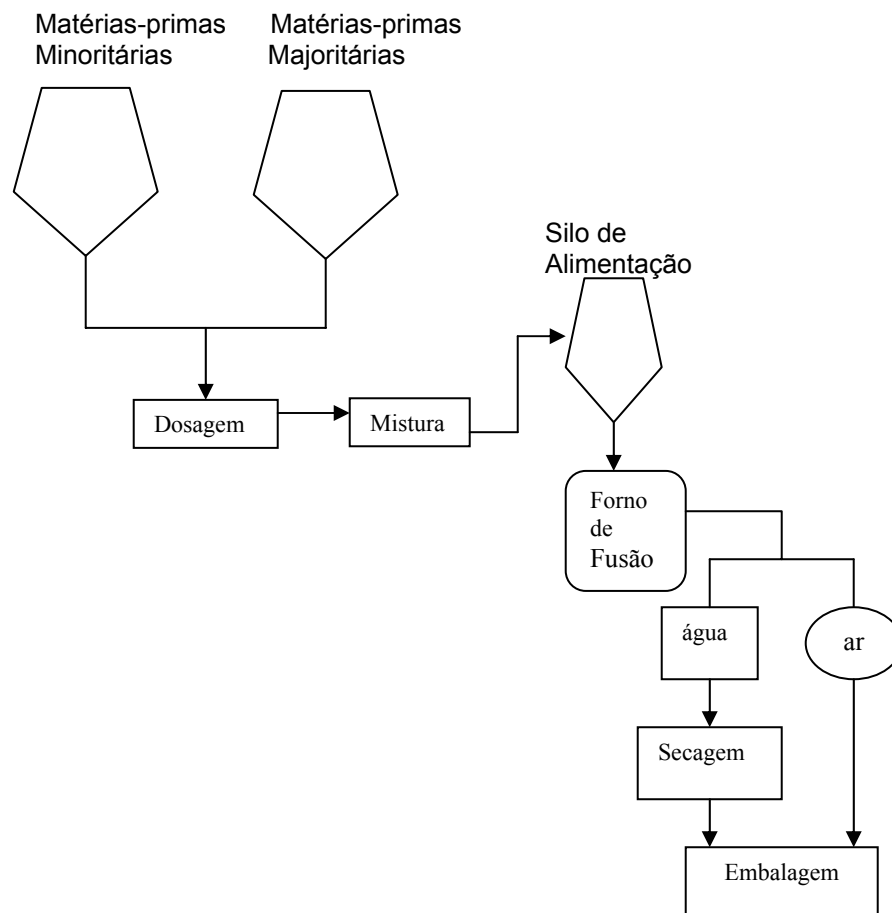 Matérias-primas
Minoritárias
Matérias-primas
Majoritárias
Silo de
Alimentação
Dosagem
Mistura
Forno
de
Fusão
água
ar
Secagem
Embalagem